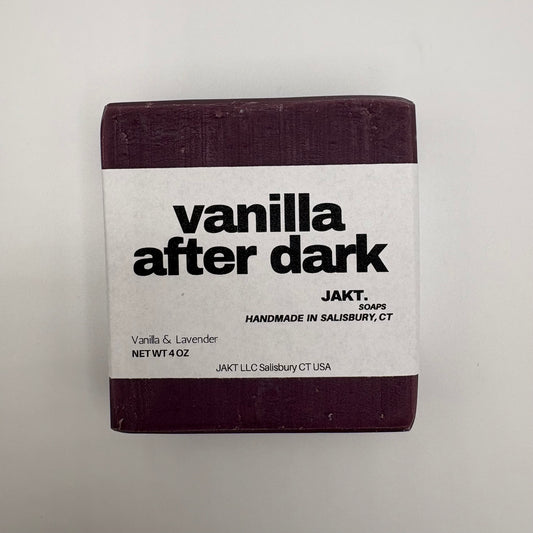 vanilla
after dark
JAKT.
SOAPS
HANDMADE IN SALISBURY, CT
Vanilla & Lavender
NET WT 4 OZ
JAKT LLC Salisbury CT USA